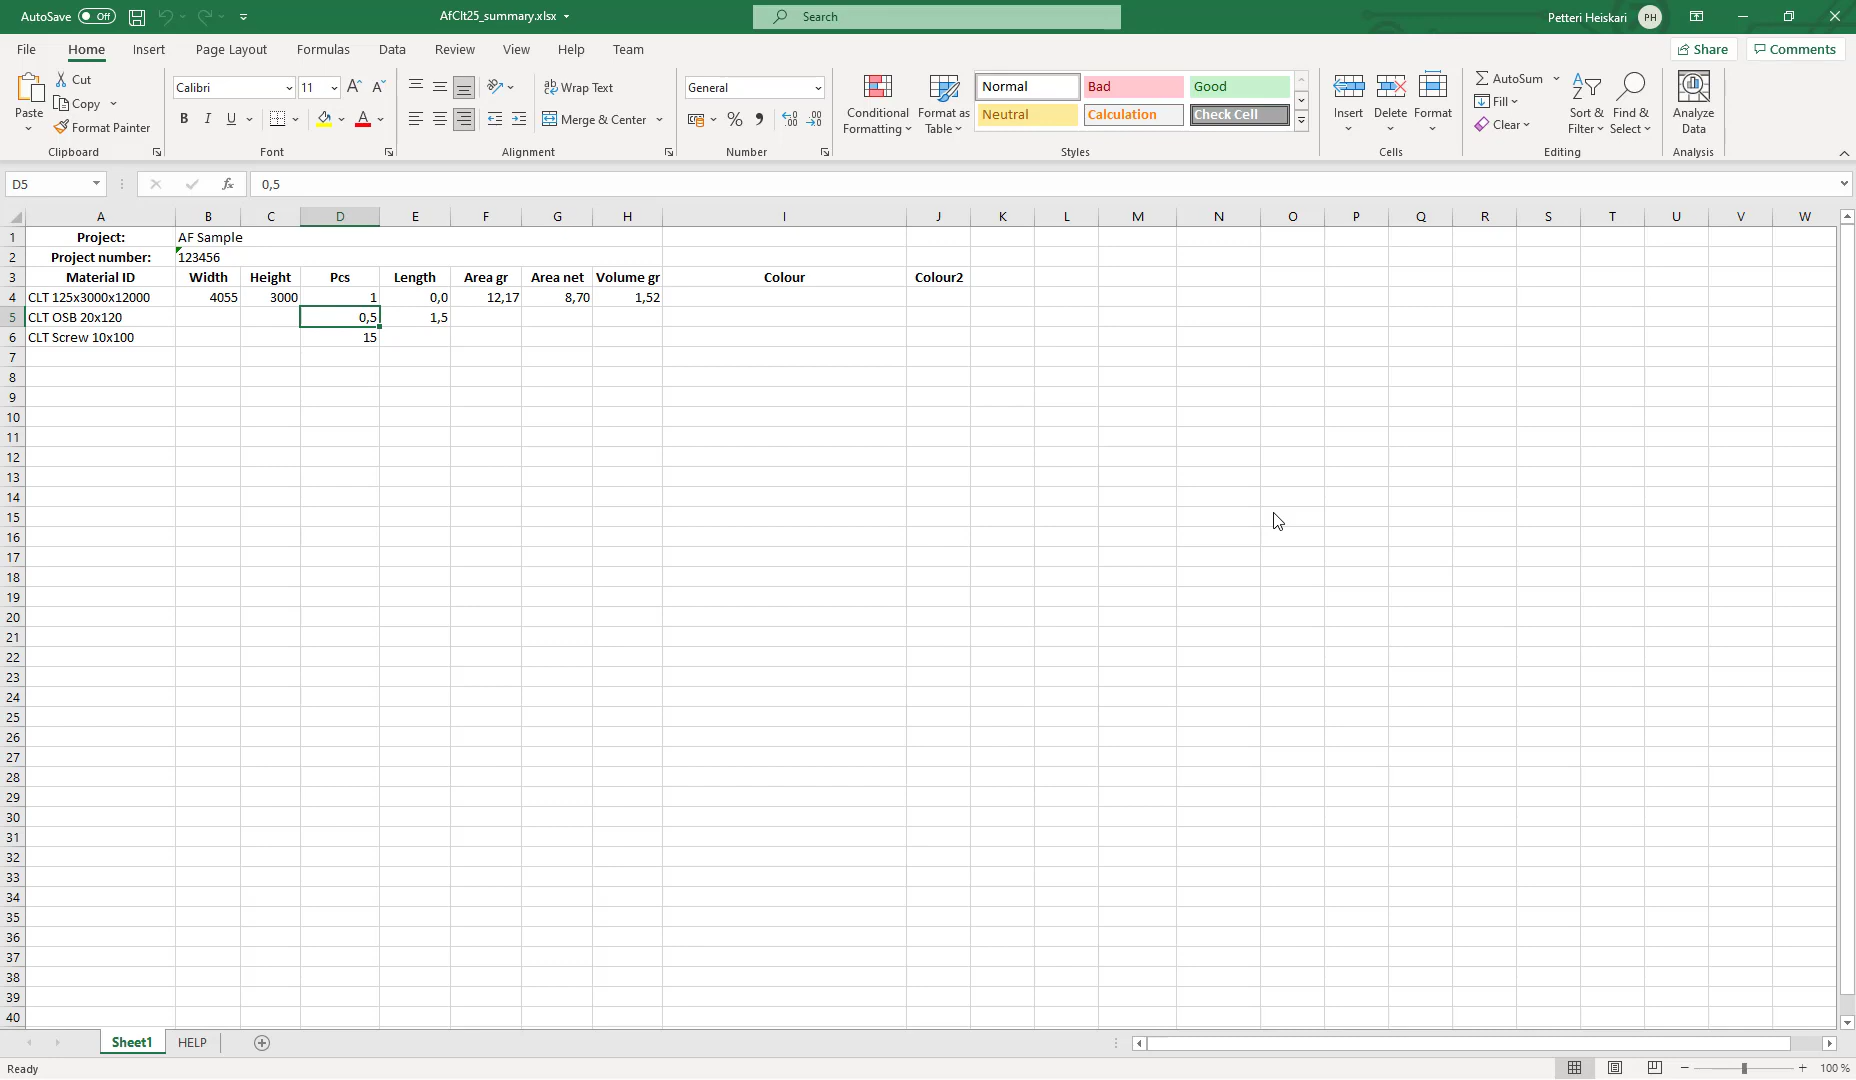 AutoSave Off AfClt25_summary.xlsx Search Petteri Heiskari PH
File Home Insert Page Layout Formulas Data Review View Help Team Share Comments
Paste Cut Copy Format Painter Clipboard
Calibri 11 B I U A Font
Wrap Text Merge & Center Alignment
General % Number
Conditional Formatting Format as Table Normal Bad Good Neutral Calculation Check Cell Styles
Insert Delete Format Cells
AutoSum Fill Clear Sort & Filter Find & Select Editing
Analyze Data Analysis
D5 fx 0,5
A B C D E F G H I J K L M N O P Q R S T U V W
1 Project: AF Sample
2 Project number: 123456
3 Material ID Width Height Pcs Length Area gr Area net Volume gr Colour Colour2
4 CLT 125x3000x12000 4055 3000 1 0,0 12,17 8,70 1,52
5 CLT OSB 20x120 0,5 1,5
6 CLT Screw 10x100 15
7
8
9
10
11
12
13
14
15
16
17
18
19
20
21
22
23
24
25
26
27
28
29
30
31
32
33
34
35
36
37
38
39
40
Sheet1 HELP
Ready 100 %